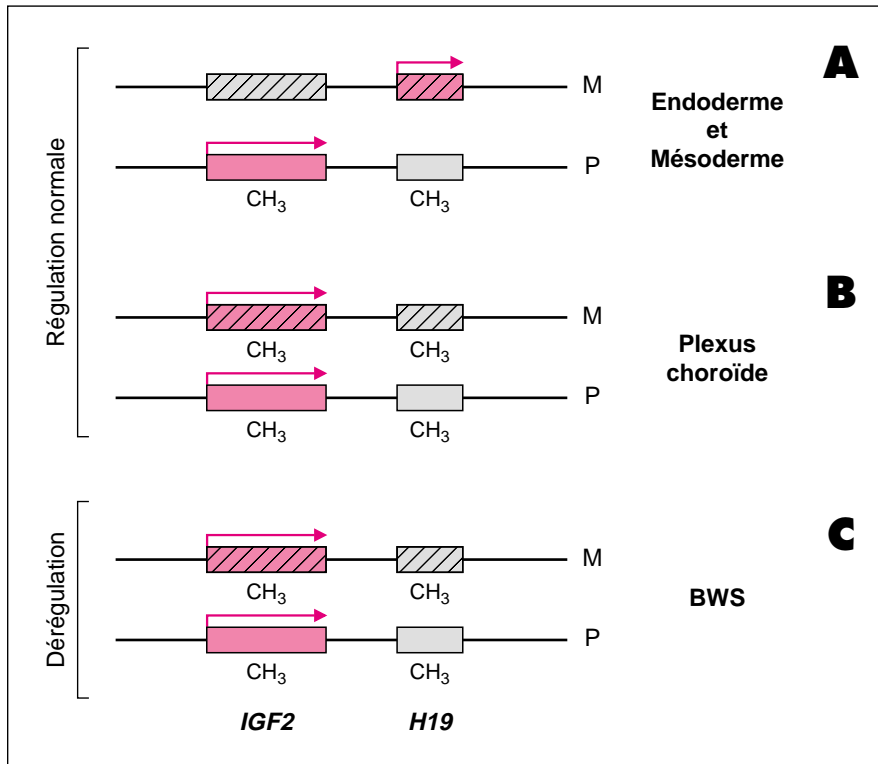 Régulation normale
A
M
Endoderme
et
Mésoderme
P
CH3 CH3
B
M
CH3 CH3
Plexus
choroïde
P
CH3 CH3
Dérégulation
C
M
CH3 CH3
BWS
P
CH3 CH3
IGF2 H19